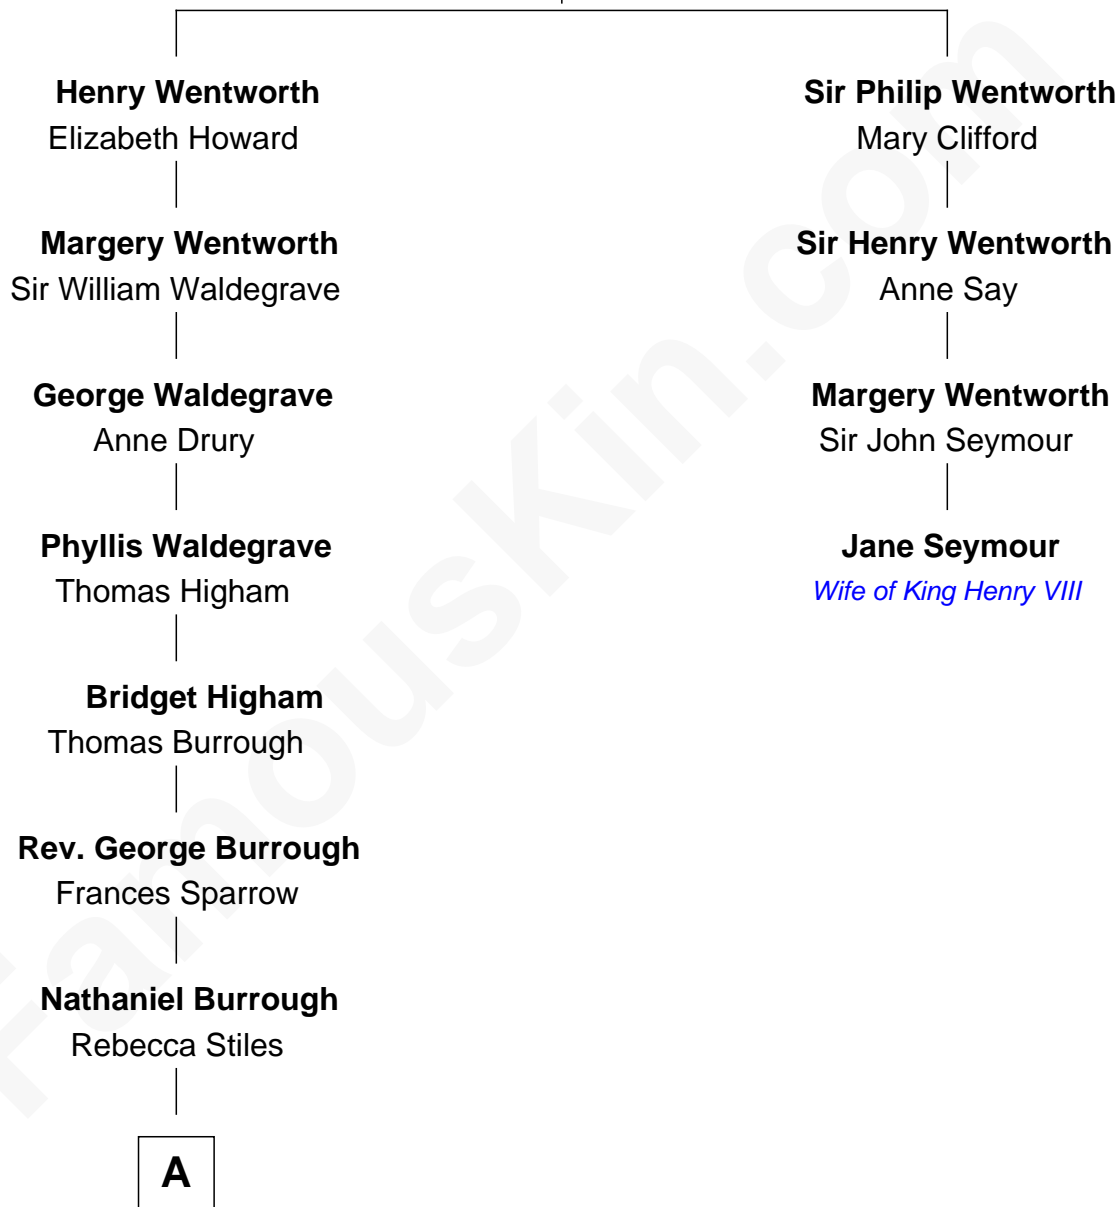 Henry Wentworth
Elizabeth Howard
Margery Wentworth
Sir William Waldegrave
George Waldegrave
Anne Drury
Phyllis Waldegrave
Thomas Higham
Bridget Higham
Thomas Burrough
Rev. George Burrough
Frances Sparrow
Nathaniel Burrough
Rebecca Stiles
A
Sir Philip Wentworth
Mary Clifford
Sir Henry Wentworth
Anne Say
Margery Wentworth
Sir John Seymour
Jane Seymour
Wife of King Henry VIII
FamousKin.com